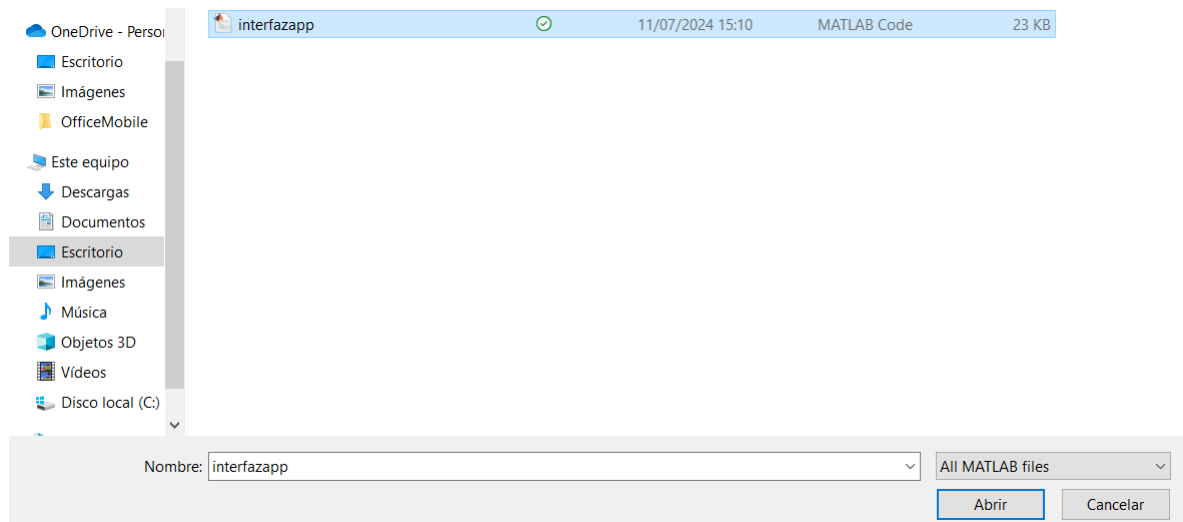 OneDrive - Person
Escritorio
Imágenes
OfficeMobile
Este equipo
Descargas
Documentos
Escritorio
Imágenes
Música
Objetos 3D
Vídeos
Disco local (C:)
interfazapp 11/07/2024 15:10 MATLAB Code 23 KB
Nombre: interfazapp All MATLAB files
Abrir Cancelar